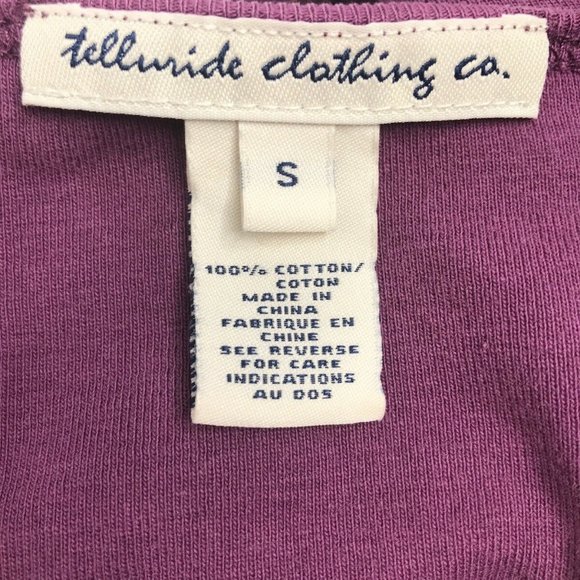 telluride clothing co.
S
100% COTTON/
COTON
MADE IN
CHINA
FABRIQUE EN
CHINE
SEE REVERSE
FOR CARE
INDICATIONS
AU DOS